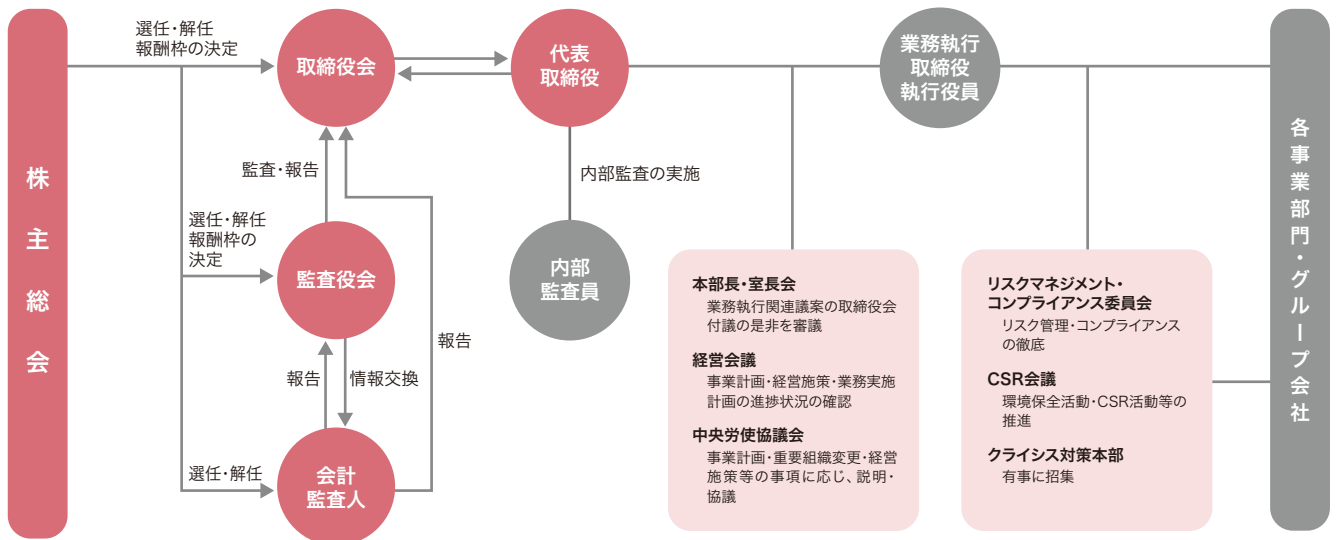 株主総会
選任・解任
報酬枠の決定
取締役会
代表
取締役
業務執行
取締役
執行役員
各事業部門・グループ会社
監査・報告
内部監査の実施
選任・解任
報酬枠の
決定
監査役会
内部
監査員
報告
報告
情報交換
選任・解任
会計
監査人
本部長・室長会
業務執行関連議案の取締役会
付議の是非を審議
経営会議
事業計画・経営施策・業務実施
計画の進捗状況の確認
中央労使協議会
事業計画・重要組織変更・経営
施策等の事項に応じ、説明・
協議
リスクマネジメント・
コンプライアンス委員会
リスク管理・コンプライアンス
の徹底
CSR会議
環境保全活動・CSR活動等の
推進
クライシス対策本部
有事に招集